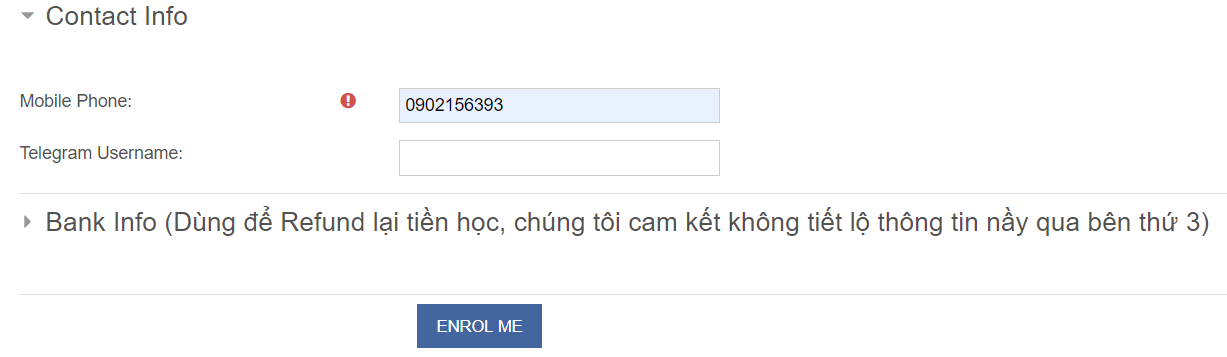 Contact Info
Mobile Phone:
0902156393
Telegram Username:
Bank Info (Dùng để Refund lại tiền học, chúng tôi cam kết không tiết lộ thông tin nầy qua bên thứ 3)
ENROL ME